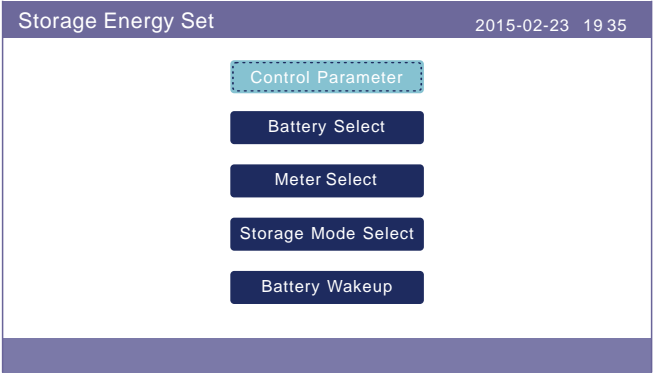 Storage Energy Set 2015-02-23 19 35
Control Parameter
Battery Select
Meter Select
Storage Mode Select
Battery Wakeup